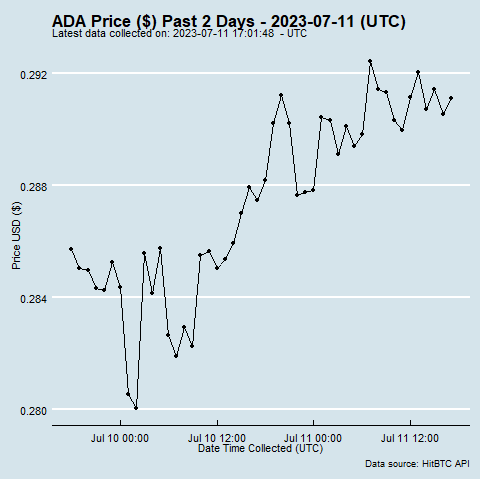 ADA Price ($) Past 2 Days - 2023-07-11 (UTC)
Latest data collected on: 2023-07-11 17:01:48 - UTC
0.292
0.288
0.284
0.280
Price USD ($)
Jul 10 00:00 Jul 10 12:00 Jul 11 00:00 Jul 11 12:00
Date Time Collected (UTC)
Data source: HitBTC API